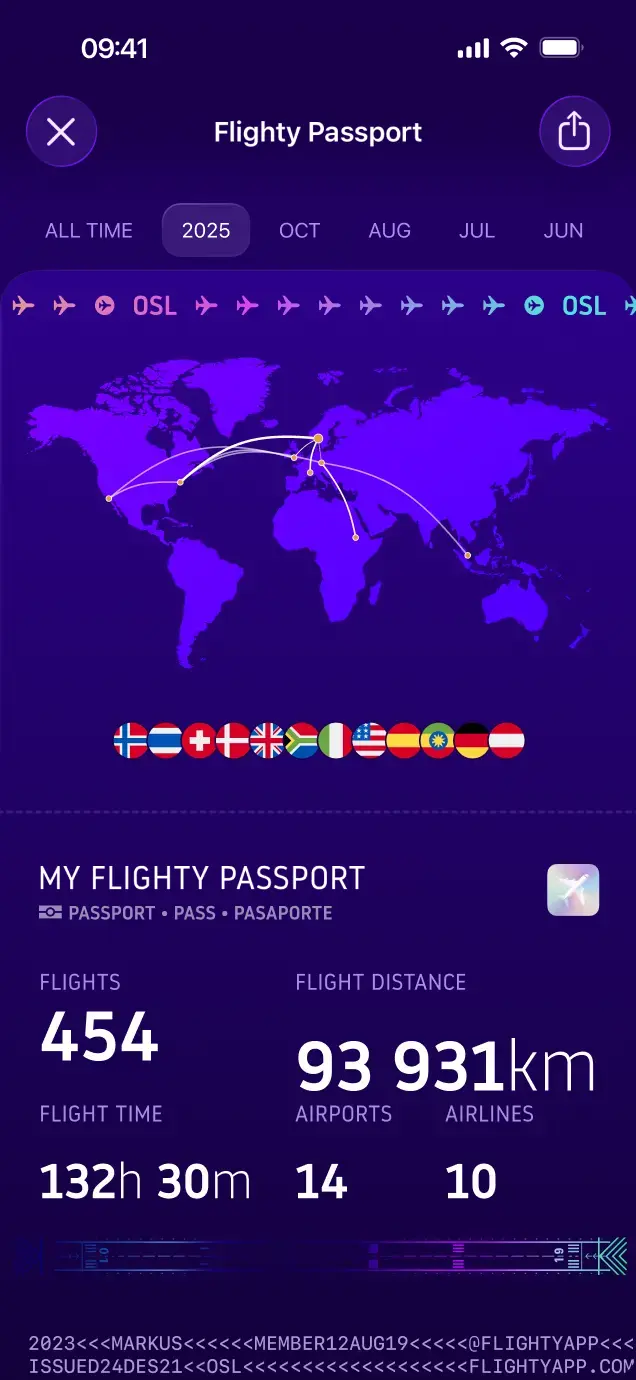 09:41
Flighty Passport
ALL TIME 2025 OCT AUG JUL JUN
OSL OSL
MY FLIGHTY PASSPORT
PASSPORT • PASS • PASAPORTE
FLIGHTS FLIGHT DISTANCE
454 93 931km
FLIGHT TIME AIRPORTS AIRLINES
132h 30m 14 10
2023<<<MARKUS<<<<<<MEMBER12AUG19<<<<<@FLIGHTYAPP<<<
ISSUED24DES21<<OSL<<<<<<<<<<<<<<<<<<<FLIGHTYAPP.COM